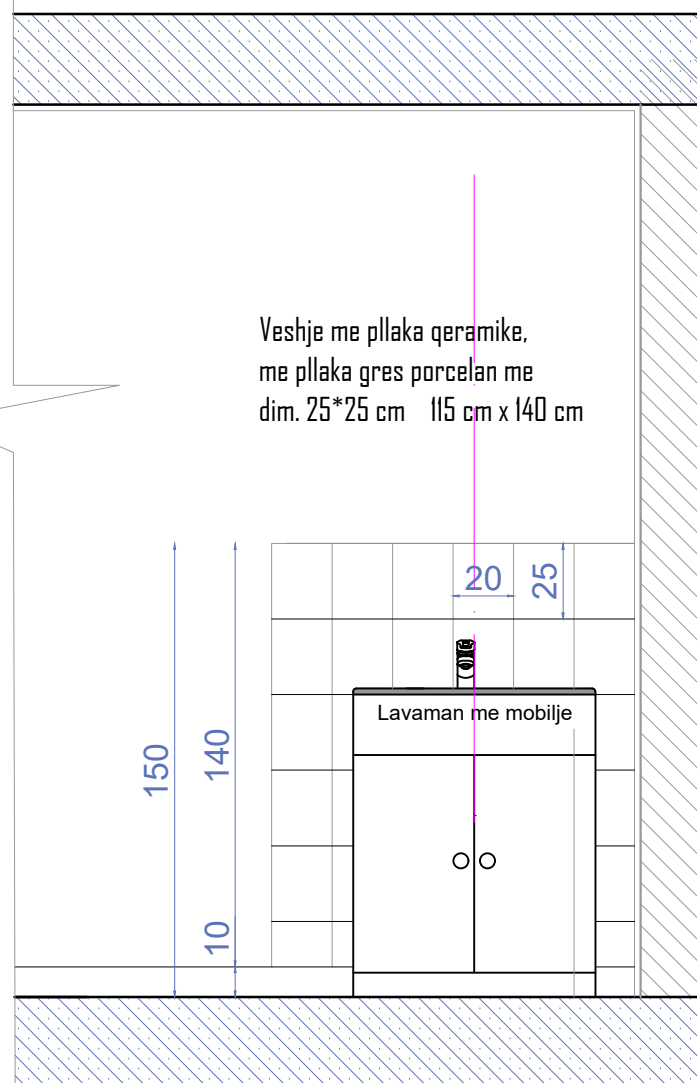 Veshje me pllaka qeramike,
me pllaka gres porcelan me
dim. 25*25 cm 115 cm x 140 cm
20
25
Lavaman me mobilje
150
140
10